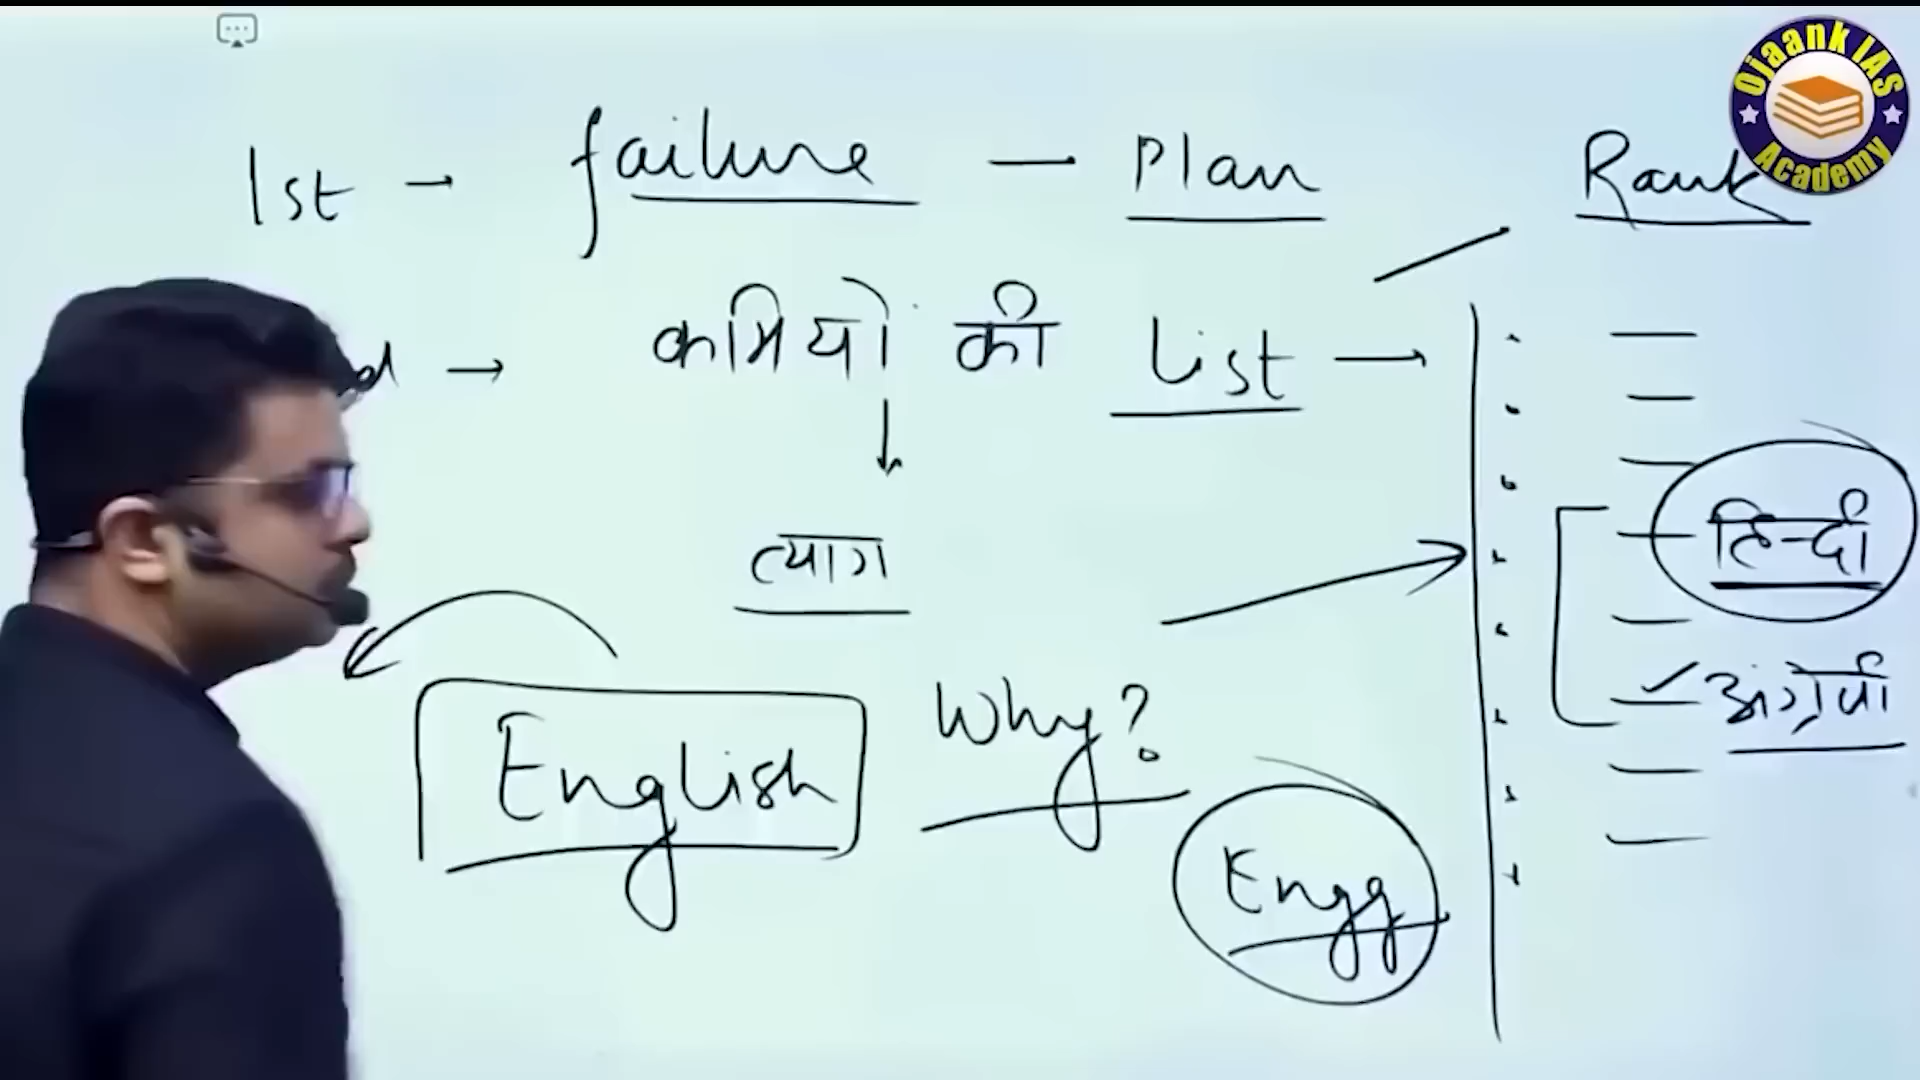 Ojaank IAS Academy
1st → failure — Plan Rank
d → कमियों की List →
त्याग
हिन्दी
English Why?
अंग्रेजी
Engg